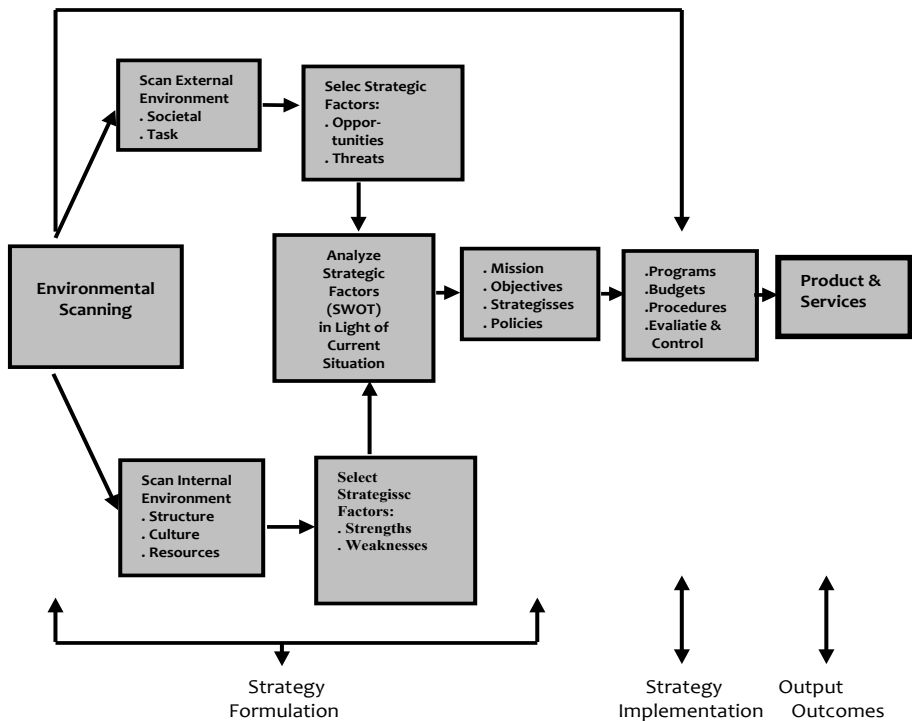 Scan External
Environment
. Societal
. Task
Selec Strategic
Factors:
. Oppor-
tunities
. Threats
Environmental
Scanning
Analyze
Strategic
Factors
(SWOT)
in Light of
Current
Situation
. Mission
. Objectives
. Strategisses
. Policies
.Programs
.Budgets
.Procedures
.Evaliatie &
Control
Product &
Services
Scan Internal
Environment
. Structure
. Culture
. Resources
Select
Strategissc
Factors:
. Strengths
. Weaknesses
Strategy
Formulation
Strategy
Implementation
Output
Outcomes